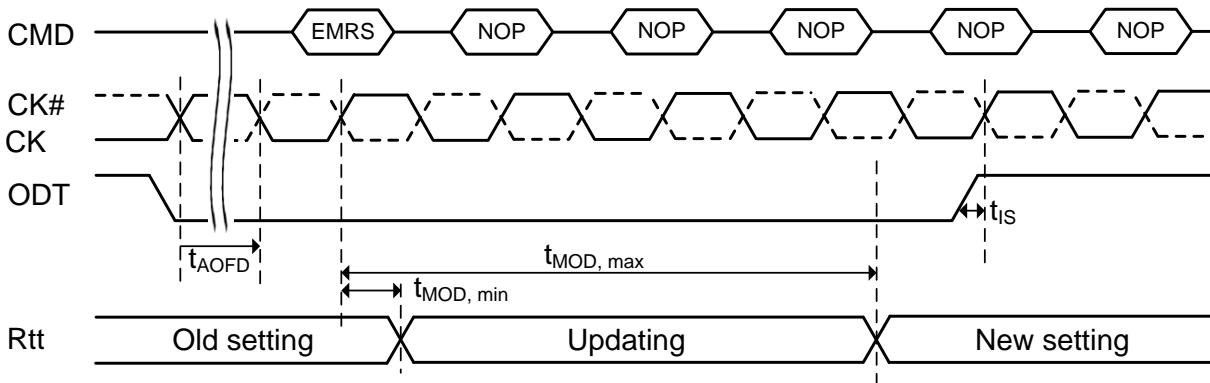 CMD EMRS NOP NOP NOP NOP NOP
CK#
CK
ODT
tIS
tAOFD
tMOD, max
tMOD, min
Rtt Old setting Updating New setting